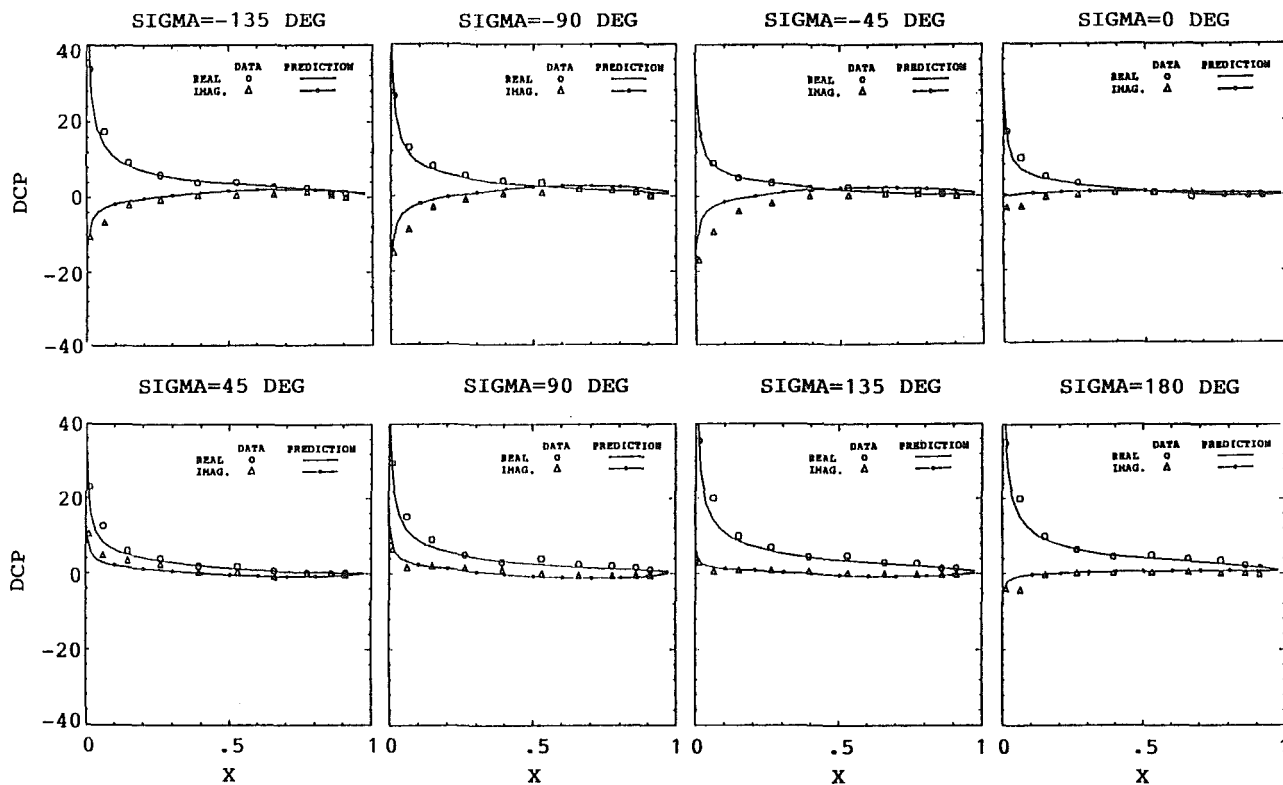 SIGMA=-135 DEG
SIGMA=-90 DEG
SIGMA=-45 DEG
SIGMA=0 DEG
DATA PREDICTION
REAL
IMAG.
DATA PREDICTION
REAL
IMAG.
DATA PREDICTION
REAL
IMAG.
DATA PREDICTION
REAL
IMAG.
40
20
0
-20
-40
DCP
SIGMA=45 DEG
SIGMA=90 DEG
SIGMA=135 DEG
SIGMA=180 DEG
DATA PREDICTION
REAL
IMAG.
DATA PREDICTION
REAL
IMAG.
DATA PREDICTION
REAL
IMAG.
DATA PREDICTION
REAL
IMAG.
40
20
0
-20
-40
DCP
0 .5 1 0 .5 1 0 .5 1 0 .5 1
X X X X